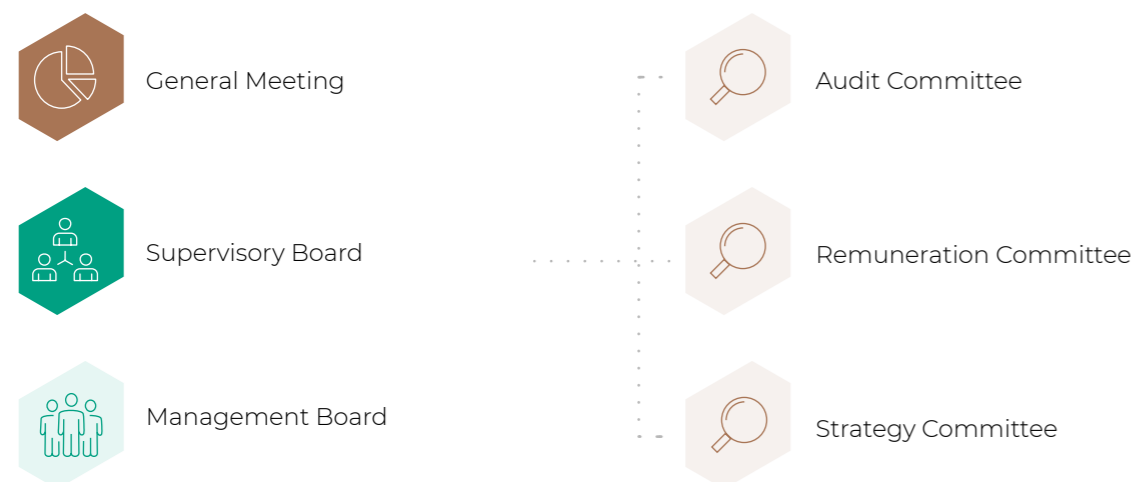 General Meeting
Audit Committee
Supervisory Board
Remuneration Committee
Management Board
Strategy Committee